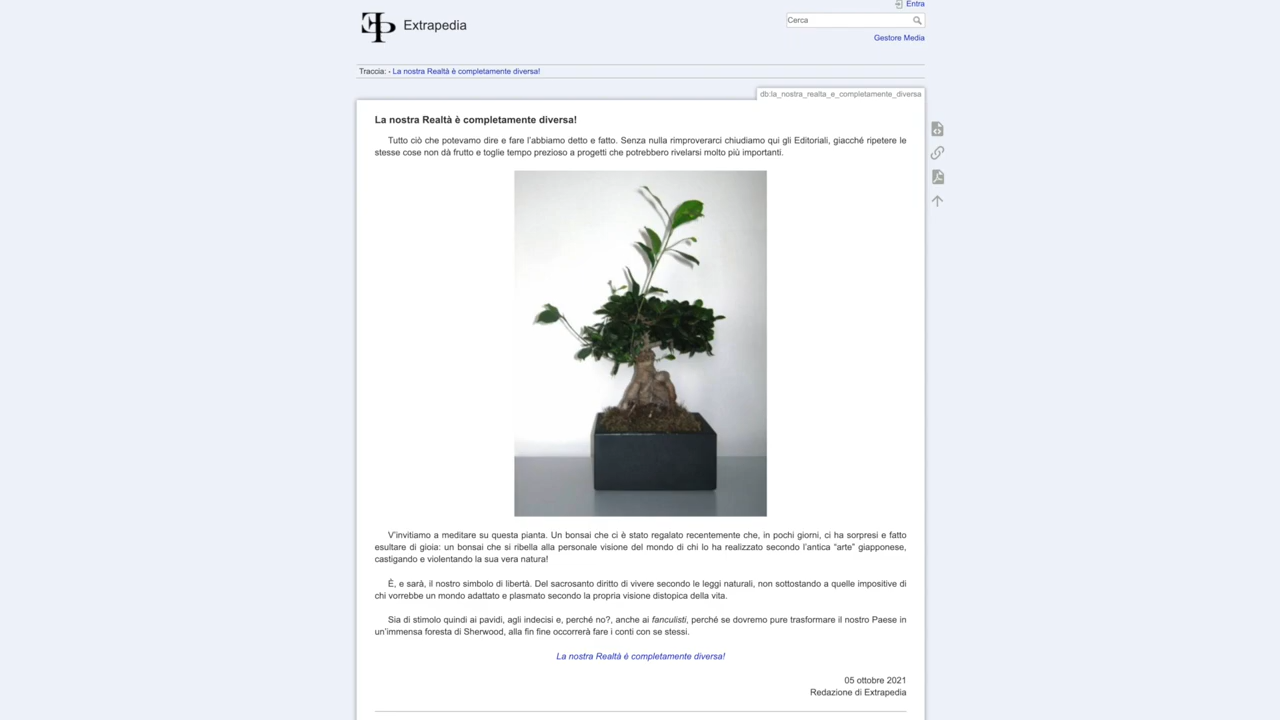 Entra
Extrapedia
Cerca
Gestore Media
Traccia: • La nostra Realtà è completamente diversa!
db:la_nostra_realta_e_completamente_diversa
La nostra Realtà è completamente diversa!
Tutto ciò che potevamo dire e fare l'abbiamo detto e fatto. Senza nulla rimproverarci chiudiamo qui gli Editoriali, giacché ripetere le
stesse cose non dà frutto e toglie tempo prezioso a progetti che potrebbero rivelarsi molto più importanti.
V'invitiamo a meditare su questa pianta. Un bonsai che ci è stato regalato recentemente che, in pochi giorni, ci ha sorpresi e fatto
esultare di gioia: un bonsai che si ribella alla personale visione del mondo di chi lo ha realizzato secondo l'antica “arte” giapponese,
castigando e violentando la sua vera natura!
È, e sarà, il nostro simbolo di libertà. Del sacrosanto diritto di vivere secondo le leggi naturali, non sottostando a quelle impositive di
chi vorrebbe un mondo adattato e plasmato secondo la propria visione distopica della vita.
Sia di stimolo quindi ai pavidi, agli indecisi e, perché no?, anche ai fanculisti, perché se dovremo pure trasformare il nostro Paese in
un'immensa foresta di Sherwood, alla fin fine occorrerà fare i conti con se stessi.
La nostra Realtà è completamente diversa!
05 ottobre 2021
Redazione di Extrapedia